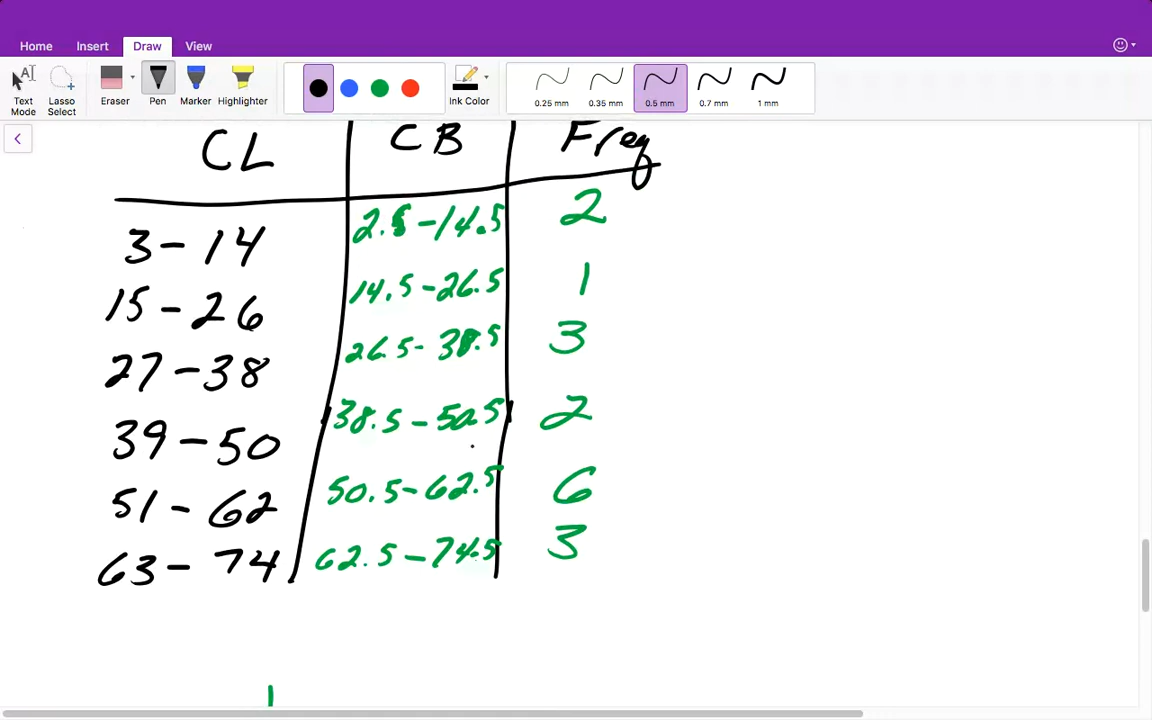 Home Insert Draw View
Text Mode Lasso Select Eraser Pen Marker Highlighter Ink Color 0.25 mm 0.35 mm 0.5 mm 0.7 mm 1 mm
CL CB Freq
3-14 2.5-14.5 2
15-26 14.5-26.5 1
27-38 26.5-38.5 3
39-50 38.5-50.5 2
51-62 50.5-62.5 6
63-74 62.5-74.5 3